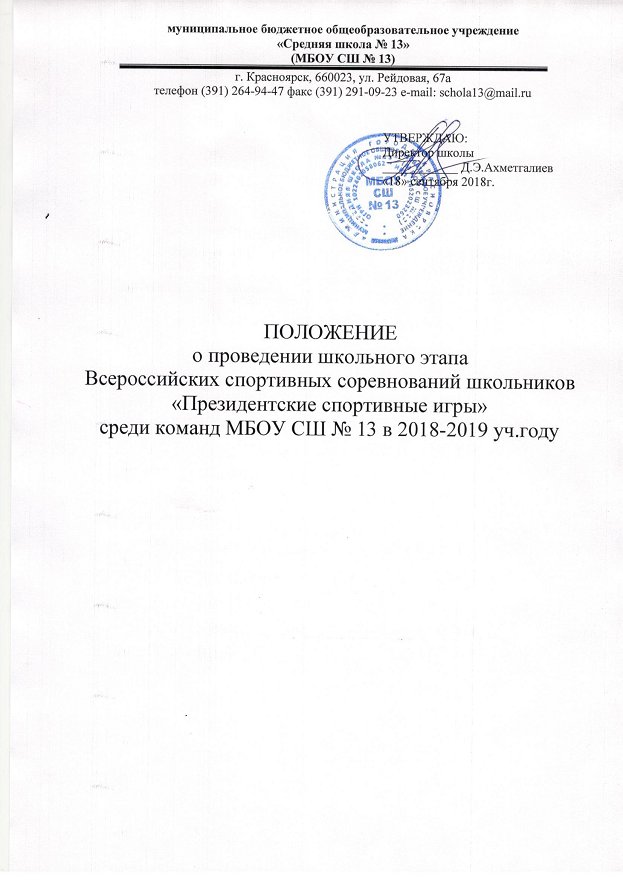 муниципальное бюджетное общеобразовательное учреждение
«Средняя школа № 13»
(МБОУ СШ № 13)
г. Красноярск, 660023, ул. Рейдовая, 67а
телефон (391) 264-94-47 факс (391) 291-09-23 e-mail: schola13@mail.ru
УТВЕРЖДАЮ:
Директор школы
Д.Э.Ахметгалиев
«18» сентября 2018г.
МБОУ
СШ
№ 13
ПОЛОЖЕНИЕ
о проведении школьного этапа
Всероссийских спортивных соревнований школьников
«Президентские спортивные игры»
среди команд МБОУ СШ № 13 в 2018-2019 уч.году